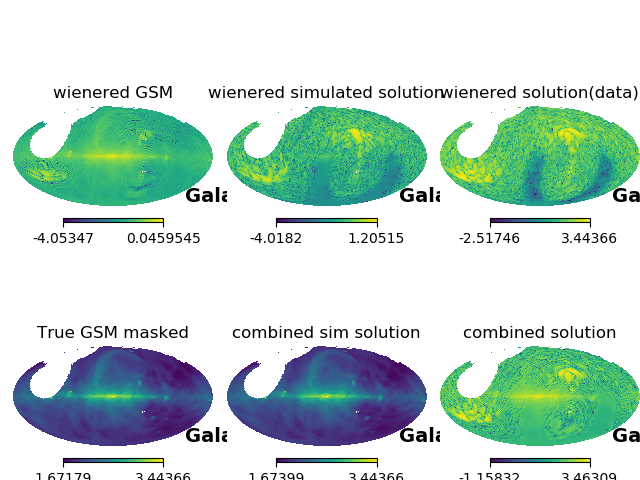 wienered GSM
wienered simulated solution
wienered solution(data)
Gala
Gala
Ga
-4.05347 0.0459545
-4.0182 1.20515
-2.51746 3.44366
True GSM masked
combined sim solution
combined solution
Gala
Gala
Ga
1.67179 3.44366
1.67399 3.44366
-1.15832 3.46309